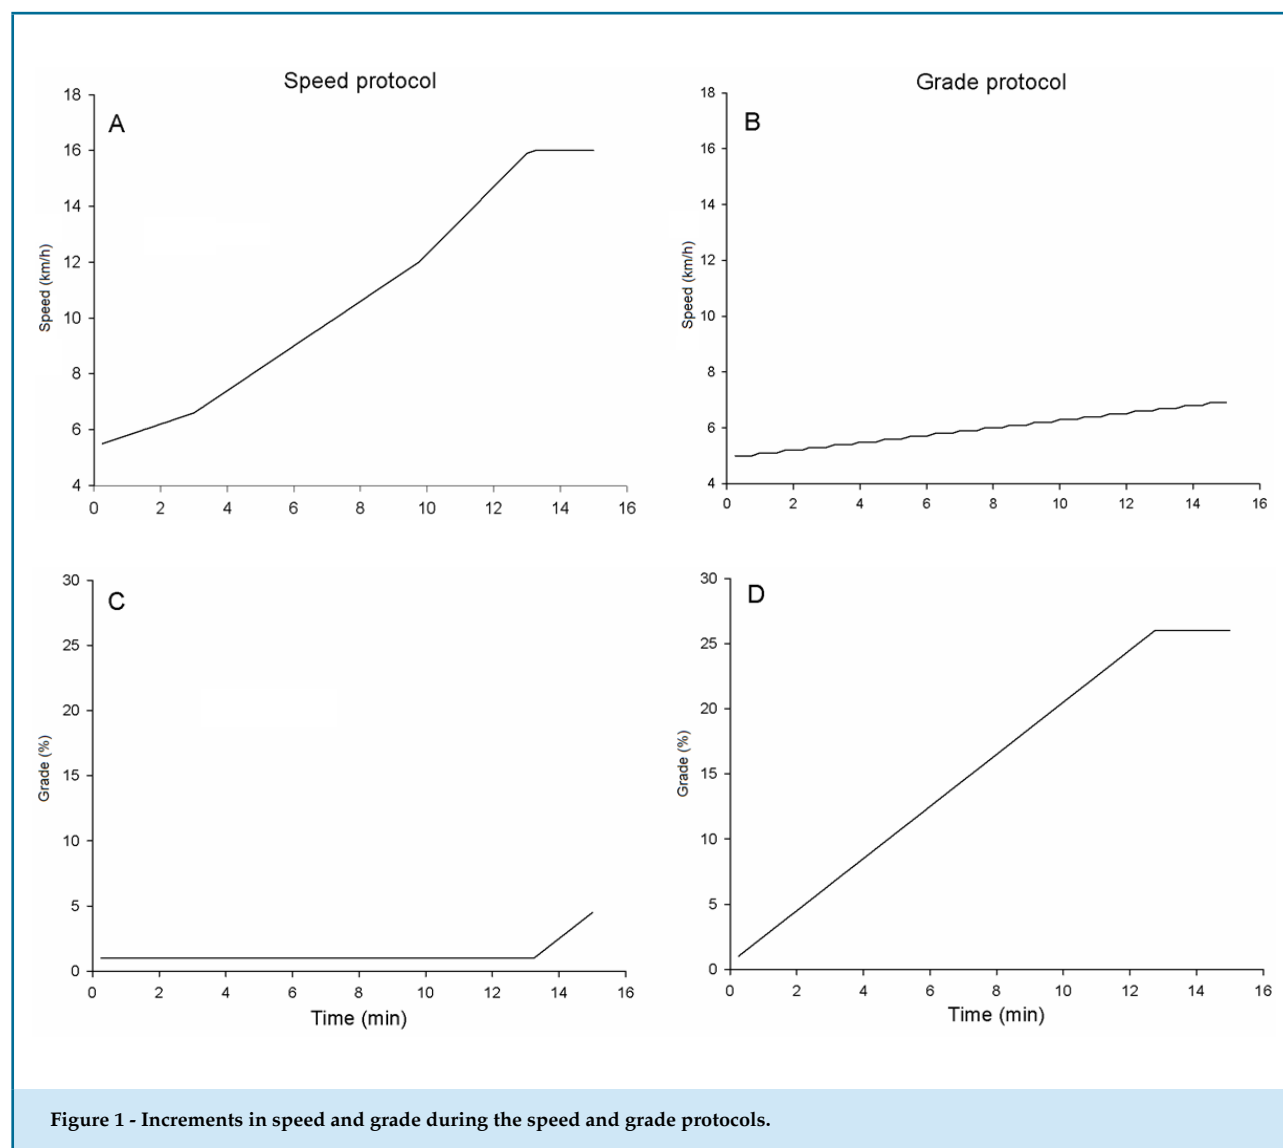 Speed protocol
A
18
16
14
12
10
8
6
4
Speed (km/h)
0 2 4 6 8 10 12 14 16
Grade protocol
B
18
16
14
12
10
8
6
4
Speed (km/h)
0 2 4 6 8 10 12 14 16
C
30
25
20
15
10
5
0
Grade (%)
0 2 4 6 8 10 12 14 16
Time (min)
D
30
25
20
15
10
5
0
Grade (%)
0 2 4 6 8 10 12 14 16
Time (min)
Figure 1 - Increments in speed and grade during the speed and grade protocols.